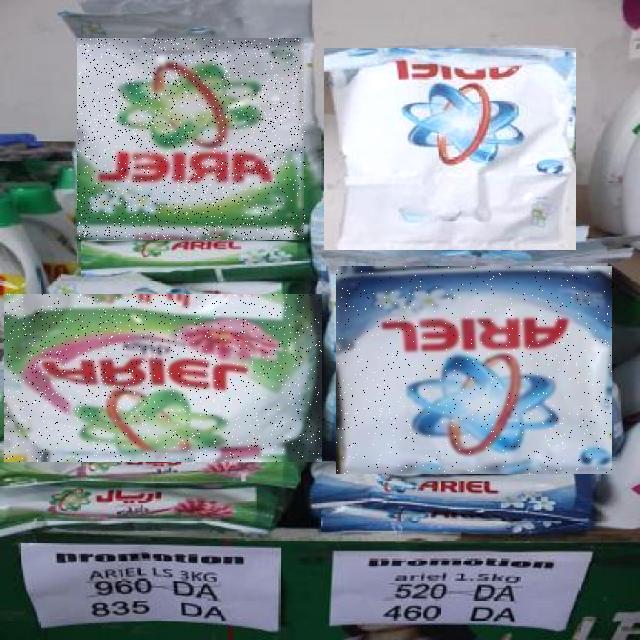 ARIEL
ARIEL
ARIEL
ARIEL
ARIEL
ARIEL
اريال
promotion
ARIEL LS 3KG
960 DA
835 DA
promotion
ariel 1.5kg
520 DA
460 DA